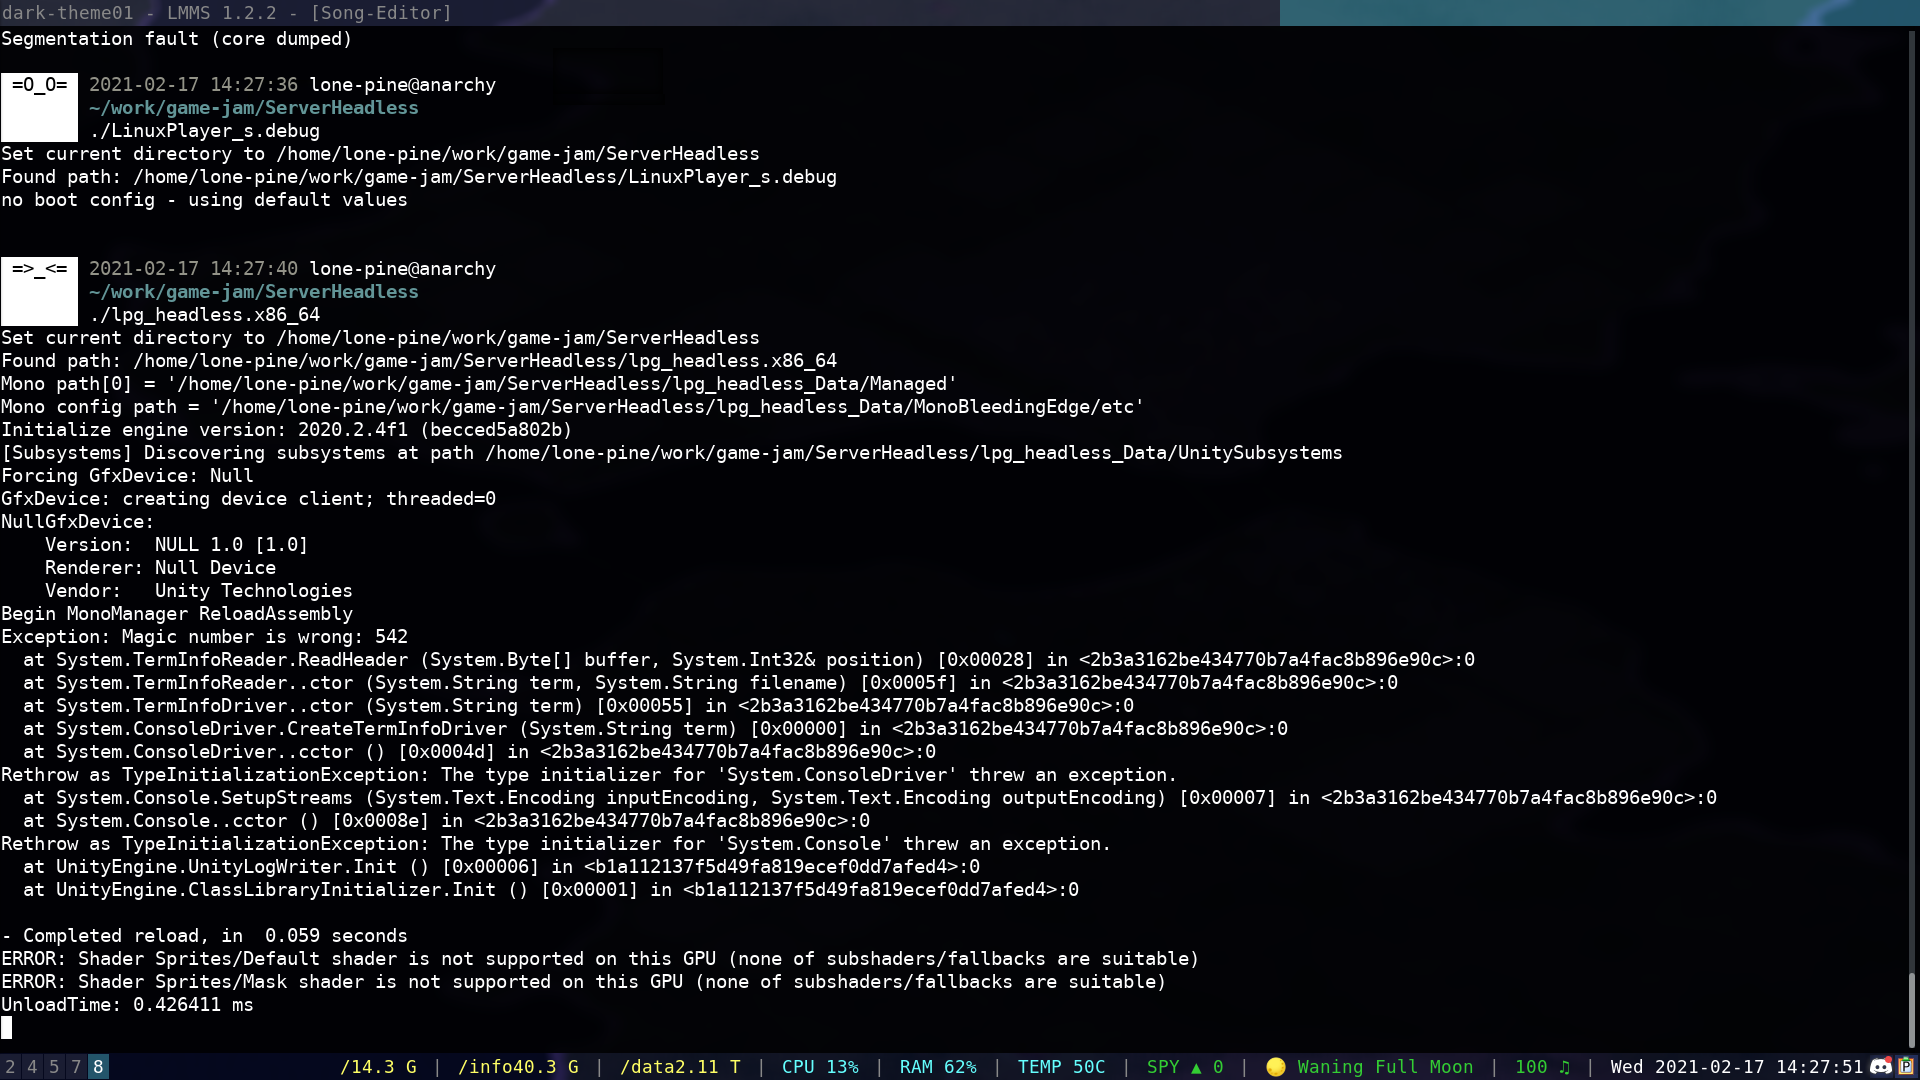 dark-theme01 - LMMS 1.2.2 - [Song-Editor]
Segmentation fault (core dumped)
=O_O= 2021-02-17 14:27:36 lone-pine@anarchy
~/work/game-jam/ServerHeadless
./LinuxPlayer_s.debug
Set current directory to /home/lone-pine/work/game-jam/ServerHeadless
Found path: /home/lone-pine/work/game-jam/ServerHeadless/LinuxPlayer_s.debug
no boot config - using default values
=>_<= 2021-02-17 14:27:40 lone-pine@anarchy
~/work/game-jam/ServerHeadless
./lpg_headless.x86_64
Set current directory to /home/lone-pine/work/game-jam/ServerHeadless
Found path: /home/lone-pine/work/game-jam/ServerHeadless/lpg_headless.x86_64
Mono path[0] = '/home/lone-pine/work/game-jam/ServerHeadless/lpg_headless_Data/Managed'
Mono config path = '/home/lone-pine/work/game-jam/ServerHeadless/lpg_headless_Data/MonoBleedingEdge/etc'
Initialize engine version: 2020.2.4f1 (becced5a802b)
[Subsystems] Discovering subsystems at path /home/lone-pine/work/game-jam/ServerHeadless/lpg_headless_Data/UnitySubsystems
Forcing GfxDevice: Null
GfxDevice: creating device client; threaded=0
NullGfxDevice:
    Version:  NULL 1.0 [1.0]
    Renderer: Null Device
    Vendor:   Unity Technologies
Begin MonoManager ReloadAssembly
Exception: Magic number is wrong: 542
  at System.TermInfoReader.ReadHeader (System.Byte[] buffer, System.Int32& position) [0x00028] in <2b3a3162be434770b7a4fac8b896e90c>:0
  at System.TermInfoReader..ctor (System.String term, System.String filename) [0x0005f] in <2b3a3162be434770b7a4fac8b896e90c>:0
  at System.TermInfoDriver..ctor (System.String term) [0x00055] in <2b3a3162be434770b7a4fac8b896e90c>:0
  at System.ConsoleDriver.CreateTermInfoDriver (System.String term) [0x00000] in <2b3a3162be434770b7a4fac8b896e90c>:0
  at System.ConsoleDriver..cctor () [0x0004d] in <2b3a3162be434770b7a4fac8b896e90c>:0
Rethrow as TypeInitializationException: The type initializer for 'System.ConsoleDriver' threw an exception.
  at System.Console.SetupStreams (System.Text.Encoding inputEncoding, System.Text.Encoding outputEncoding) [0x00007] in <2b3a3162be434770b7a4fac8b896e90c>:0
  at System.Console..cctor () [0x0008e] in <2b3a3162be434770b7a4fac8b896e90c>:0
Rethrow as TypeInitializationException: The type initializer for 'System.Console' threw an exception.
  at UnityEngine.UnityLogWriter.Init () [0x00006] in <b1a112137f5d49fa819ecef0dd7afed4>:0
  at UnityEngine.ClassLibraryInitializer.Init () [0x00001] in <b1a112137f5d49fa819ecef0dd7afed4>:0
- Completed reload, in  0.059 seconds
ERROR: Shader Sprites/Default shader is not supported on this GPU (none of subshaders/fallbacks are suitable)
ERROR: Shader Sprites/Mask shader is not supported on this GPU (none of subshaders/fallbacks are suitable)
UnloadTime: 0.426411 ms
2 4 5 7 8 /14.3 G | /info40.3 G | /data2.11 T | CPU 13% | RAM 62% | TEMP 50C | SPY ▲ 0 | Waning Full Moon | 100 ♫ | Wed 2021-02-17 14:27:51